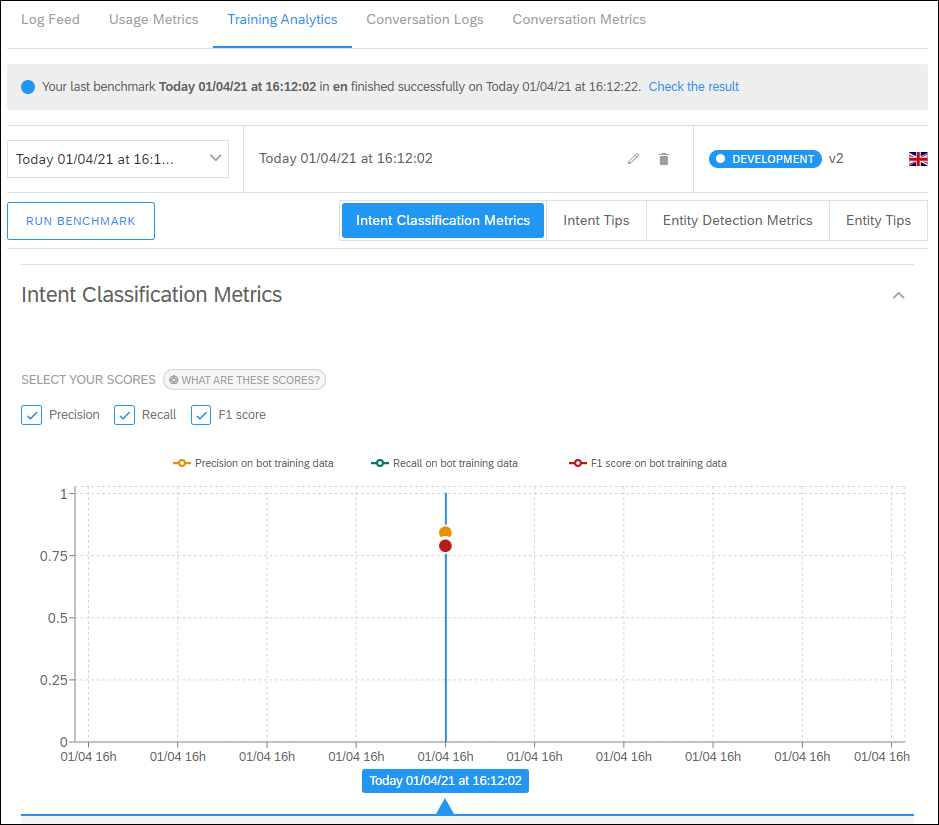 Log Feed Usage Metrics Training Analytics Conversation Logs Conversation Metrics
Your last benchmark Today 01/04/21 at 16:12:02 in en finished successfully on Today 01/04/21 at 16:12:22. Check the result
Today 01/04/21 at 16:1... Today 01/04/21 at 16:12:02 DEVELOPMENT v2
RUN BENCHMARK Intent Classification Metrics Intent Tips Entity Detection Metrics Entity Tips
Intent Classification Metrics
SELECT YOUR SCORES WHAT ARE THESE SCORES?
Precision Recall F1 score
Precision on bot training data Recall on bot training data F1 score on bot training data
1
0.75
0.5
0.25
0
01/04 16h 01/04 16h 01/04 16h 01/04 16h 01/04 16h 01/04 16h 01/04 16h 01/04 16h 01/04 16h 01/04 16h
Today 01/04/21 at 16:12:02